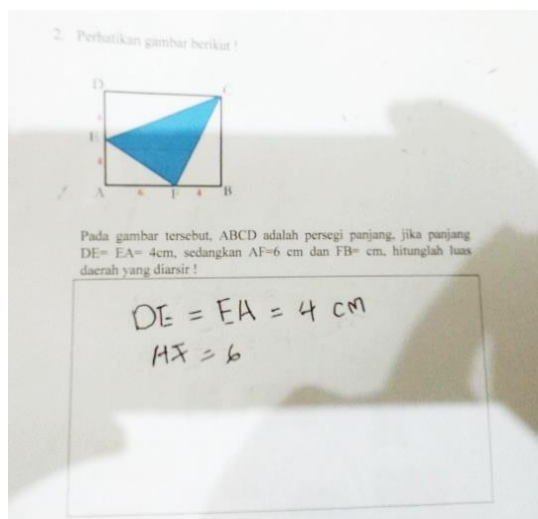 2. Perhatikan gambar berikut !
D C
4
E
4
A 6 F 4 B
Pada gambar tersebut, ABCD adalah persegi panjang, jika panjang
DE= EA= 4cm, sedangkan AF=6 cm dan FB= cm, hitunglah luas
daerah yang diarsir !
DE = EA = 4 cm
AF = 6